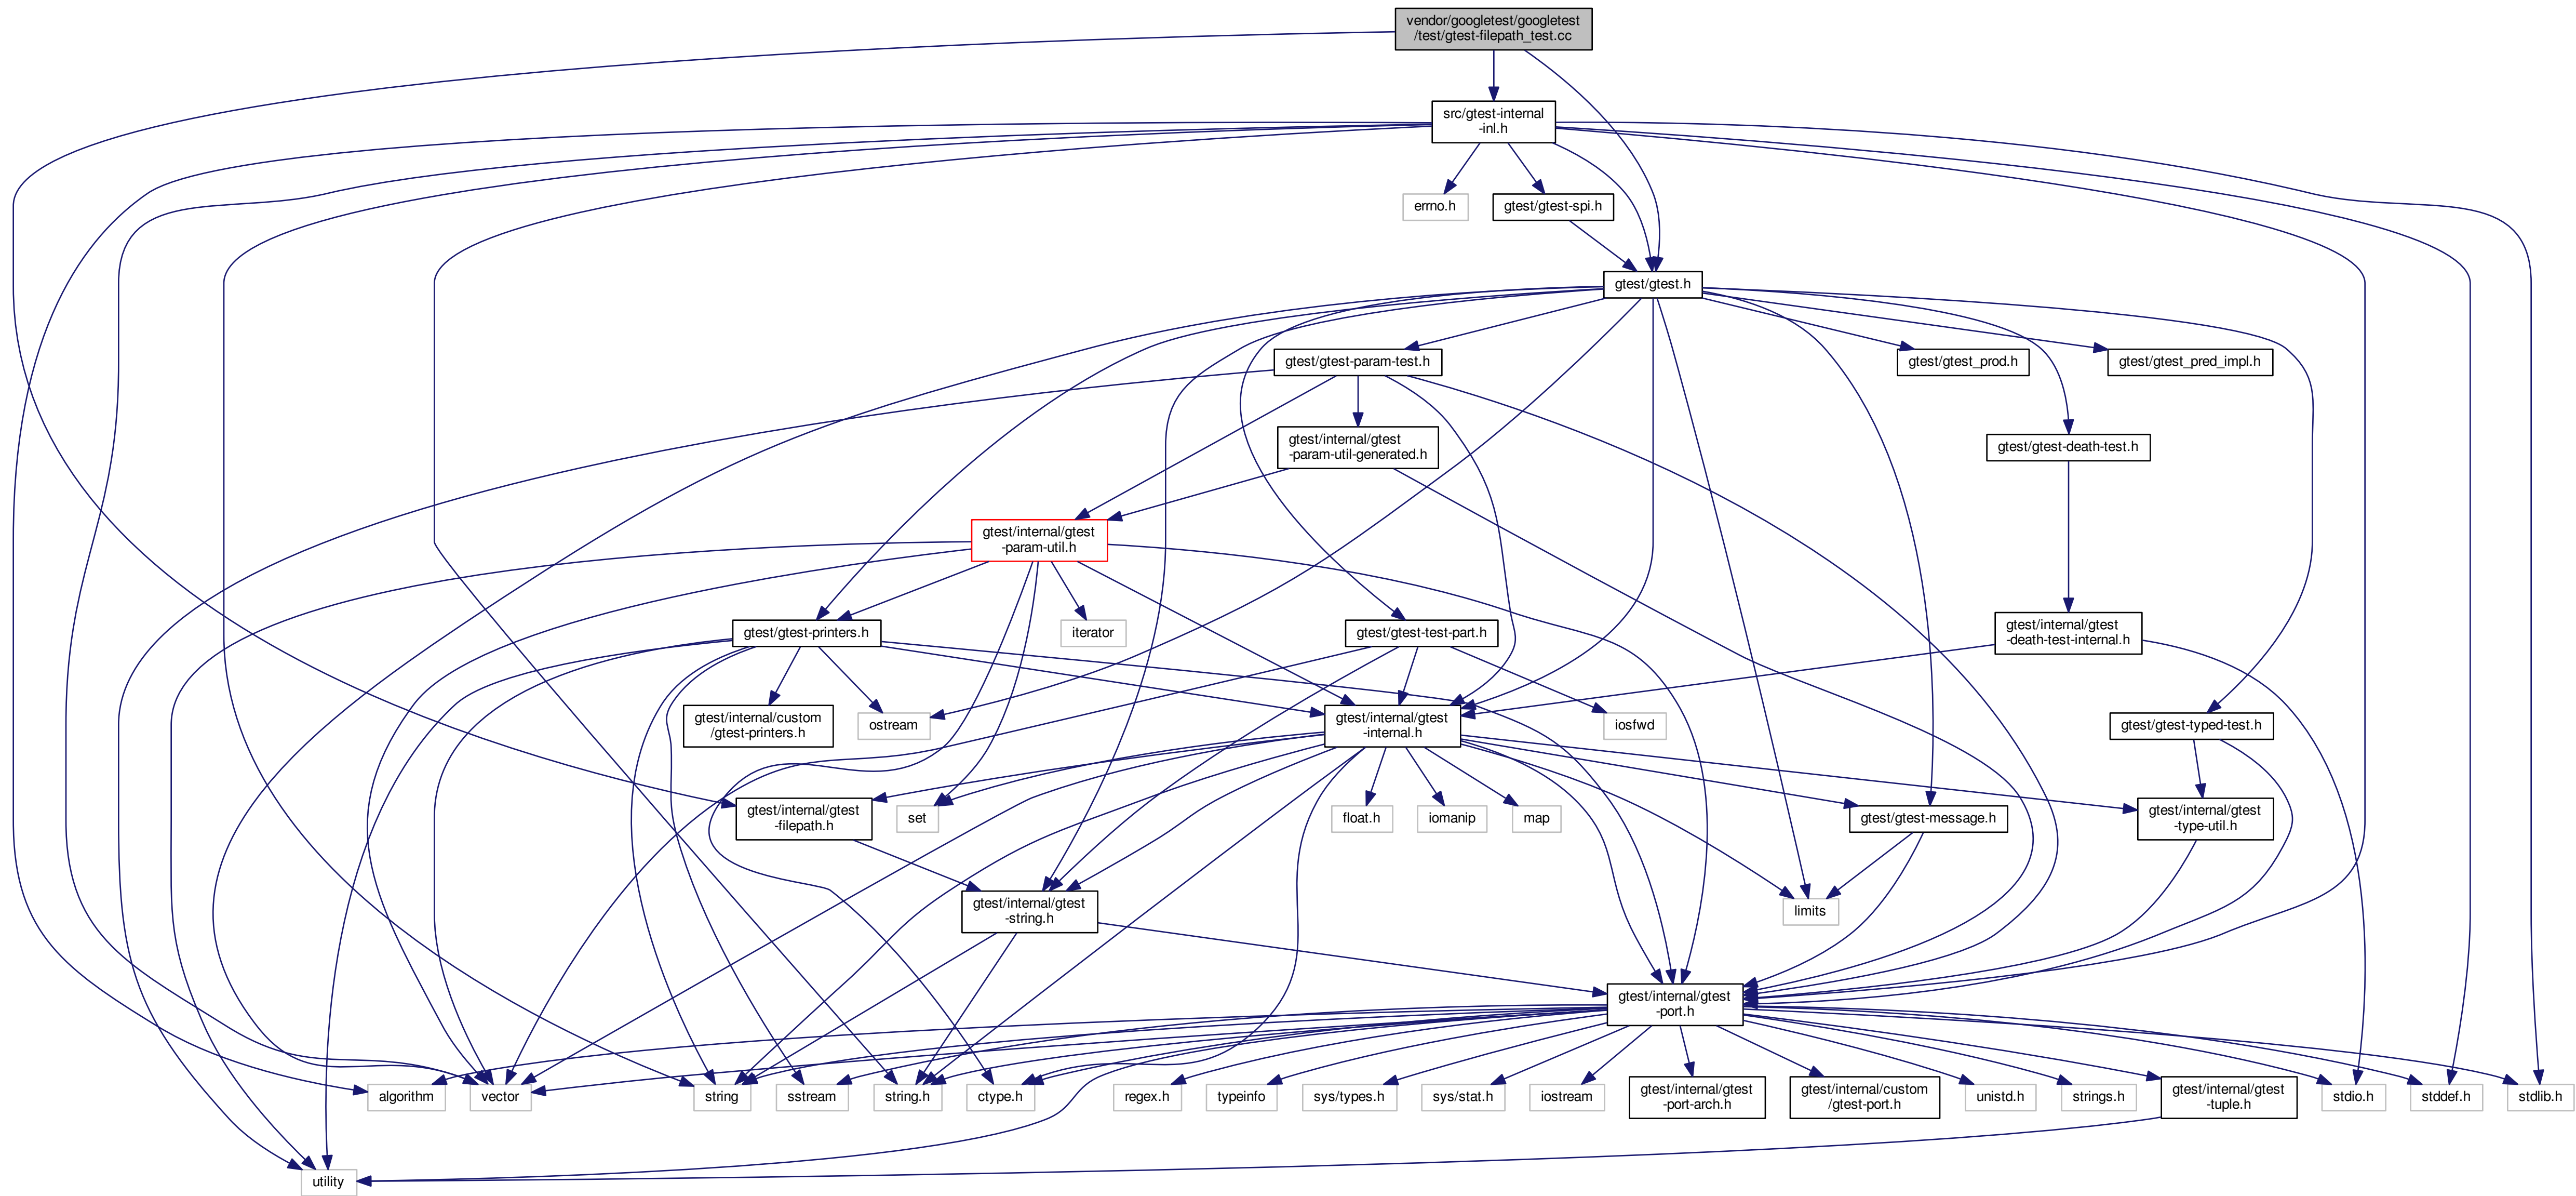 vendor/googletest/googletest
/test/gtest-filepath_test.cc
src/gtest-internal
-inl.h
errno.h
gtest/gtest-spi.h
gtest/gtest.h
gtest/gtest-param-test.h
gtest/gtest_prod.h
gtest/gtest_pred_impl.h
gtest/internal/gtest
-param-util-generated.h
gtest/gtest-death-test.h
gtest/internal/gtest
-param-util.h
gtest/gtest-printers.h
iterator
gtest/gtest-test-part.h
gtest/internal/gtest
-death-test-internal.h
gtest/internal/custom
/gtest-printers.h
ostream
gtest/internal/gtest
-internal.h
iosfwd
gtest/gtest-typed-test.h
gtest/internal/gtest
-filepath.h
set
float.h
iomanip
map
gtest/gtest-message.h
gtest/internal/gtest
-type-util.h
gtest/internal/gtest
-string.h
limits
gtest/internal/gtest
-port.h
algorithm
vector
string
sstream
string.h
ctype.h
regex.h
typeinfo
sys/types.h
sys/stat.h
iostream
gtest/internal/gtest
-port-arch.h
gtest/internal/custom
/gtest-port.h
unistd.h
strings.h
gtest/internal/gtest
-tuple.h
stdio.h
stddef.h
stdlib.h
utility